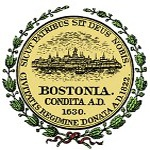 SICUT PATRIBUS SIT DEUS NOBIS
CIVITATIS REGIMINE DONATA A.D. 1822.
BOSTONIA.
CONDITA A.D.
1630.